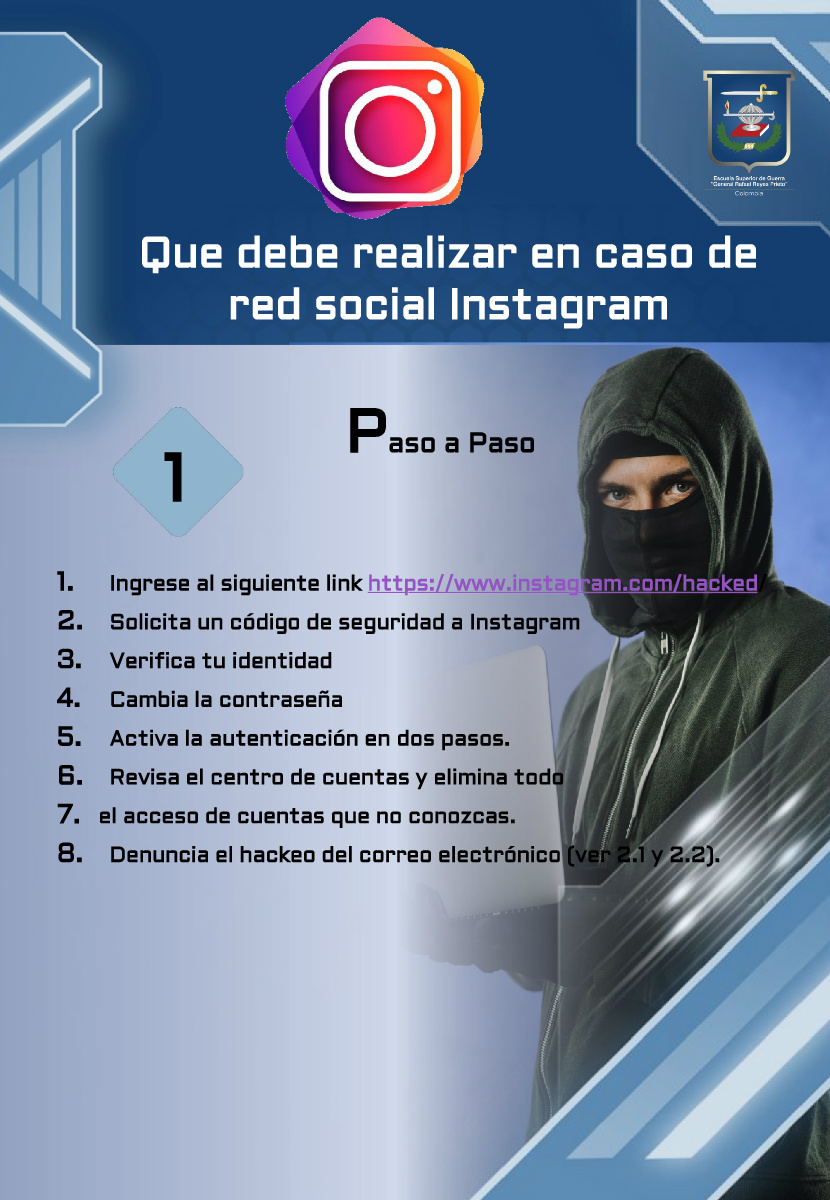 Escuela Superior de Guerra
"General Rafael Reyes Prieto"
Colombia
Que debe realizar en caso de
red social Instagram
Paso a Paso
1
1. Ingrese al siguiente link https://www.instagram.com/hacked
2. Solicita un código de seguridad a Instagram
3. Verifica tu identidad
4. Cambia la contraseña
5. Activa la autenticación en dos pasos.
6. Revisa el centro de cuentas y elimina todo
7. el acceso de cuentas que no conozcas.
8. Denuncia el hackeo del correo electrónico (ver 2.1 y 2.2).